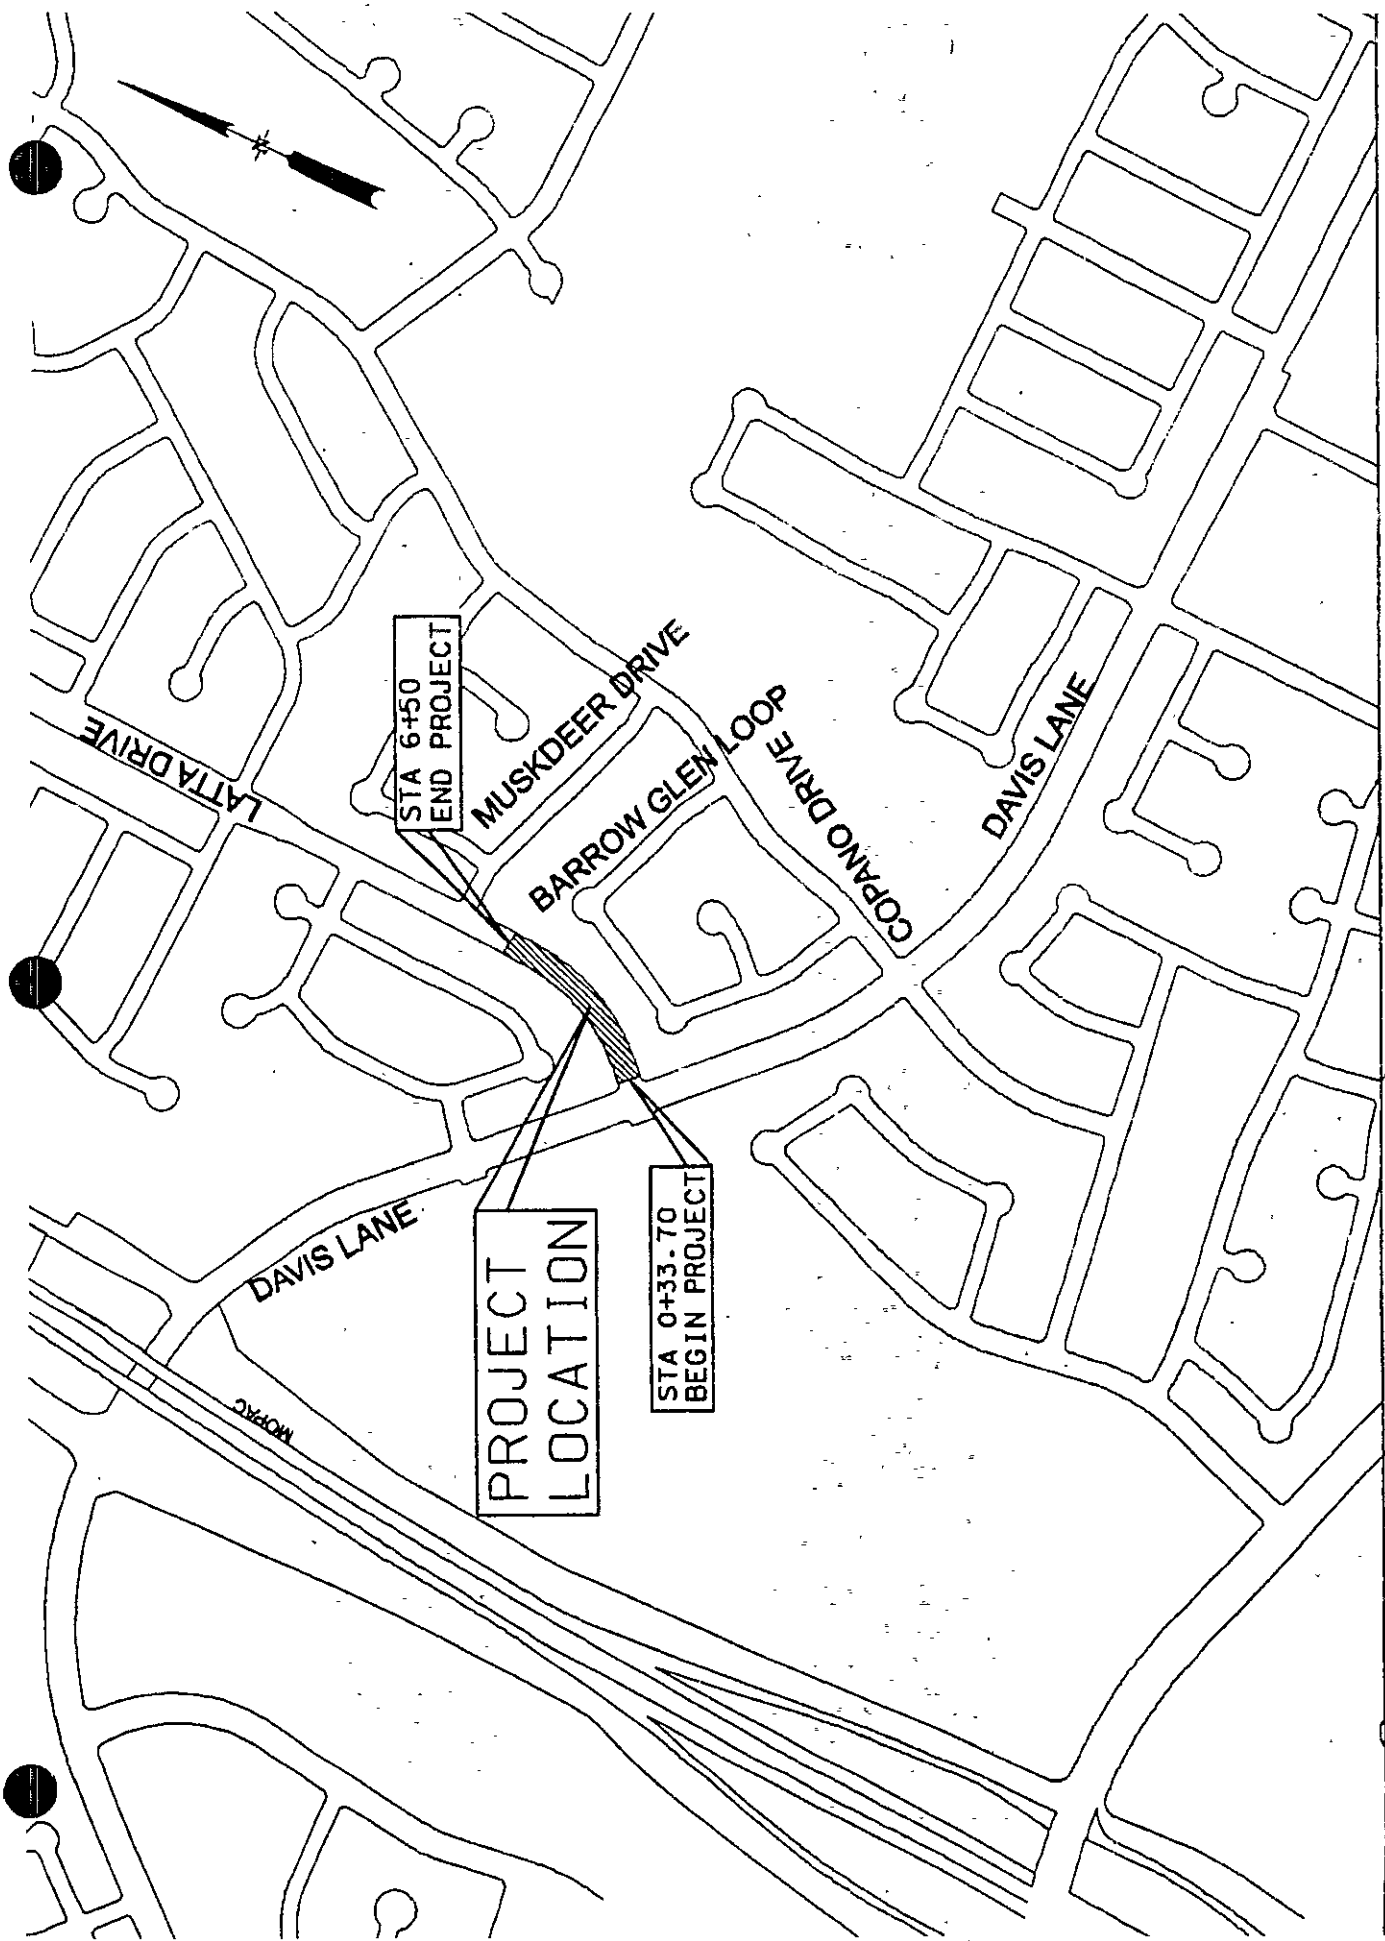 LATTA DRIVE
STA 6+50
END PROJECT
MUSKDEER DRIVE
BARROW GLEN LOOP
COPANO DRIVE
DAVIS LANE
DAVIS LANE
MOPAC
PROJECT
LOCATION
STA 0+33.70
BEGIN PROJECT